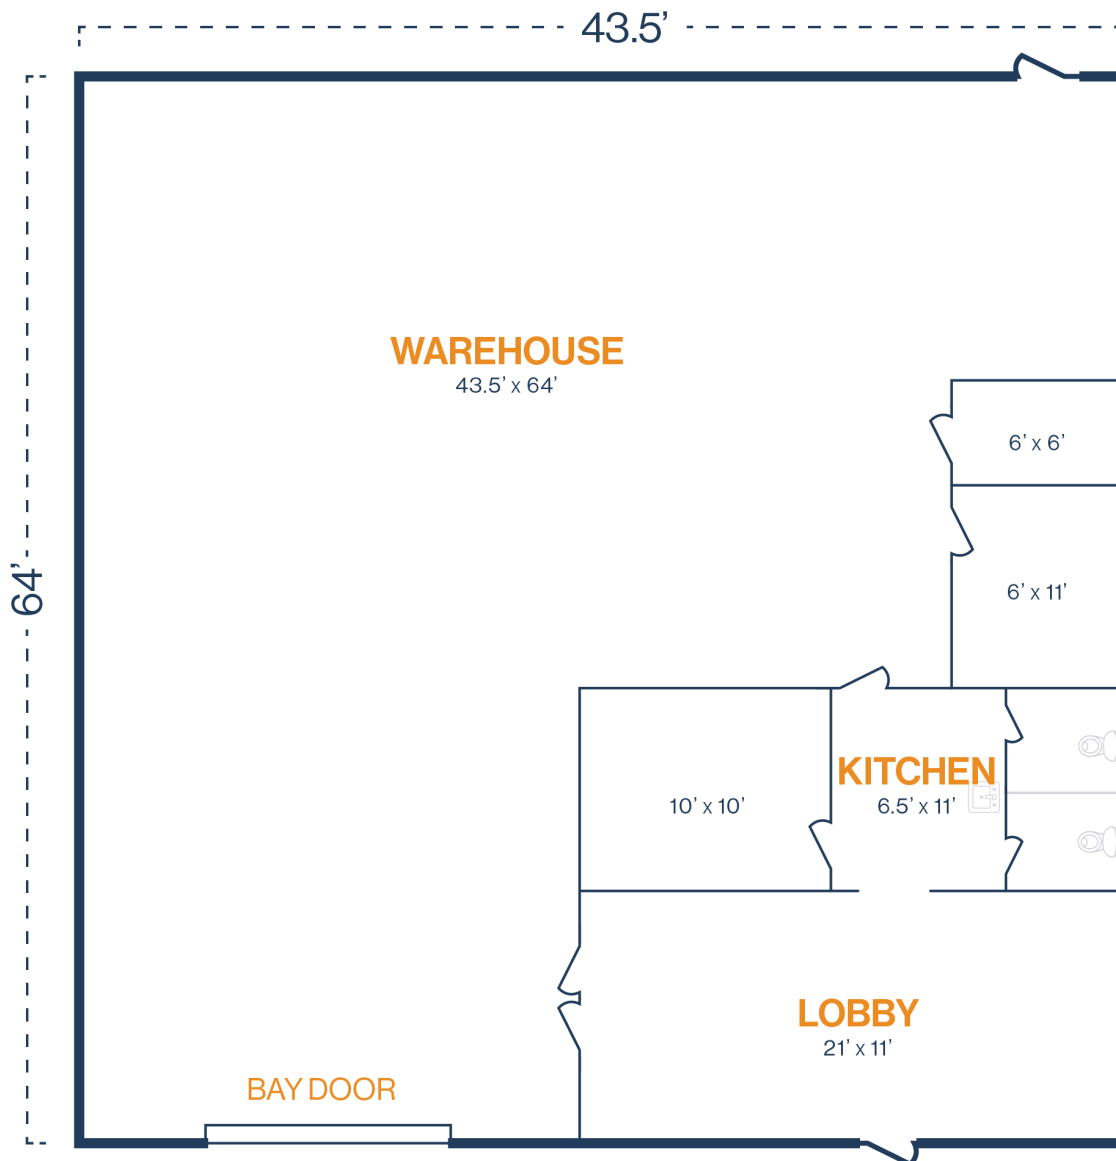 43.5’
64’
WAREHOUSE
43.5’ x 64’
6’ x 6’
6’ x 11’
KITCHEN
6.5’ x 11’
10’ x 10’
LOBBY
21’ x 11’
BAY DOOR